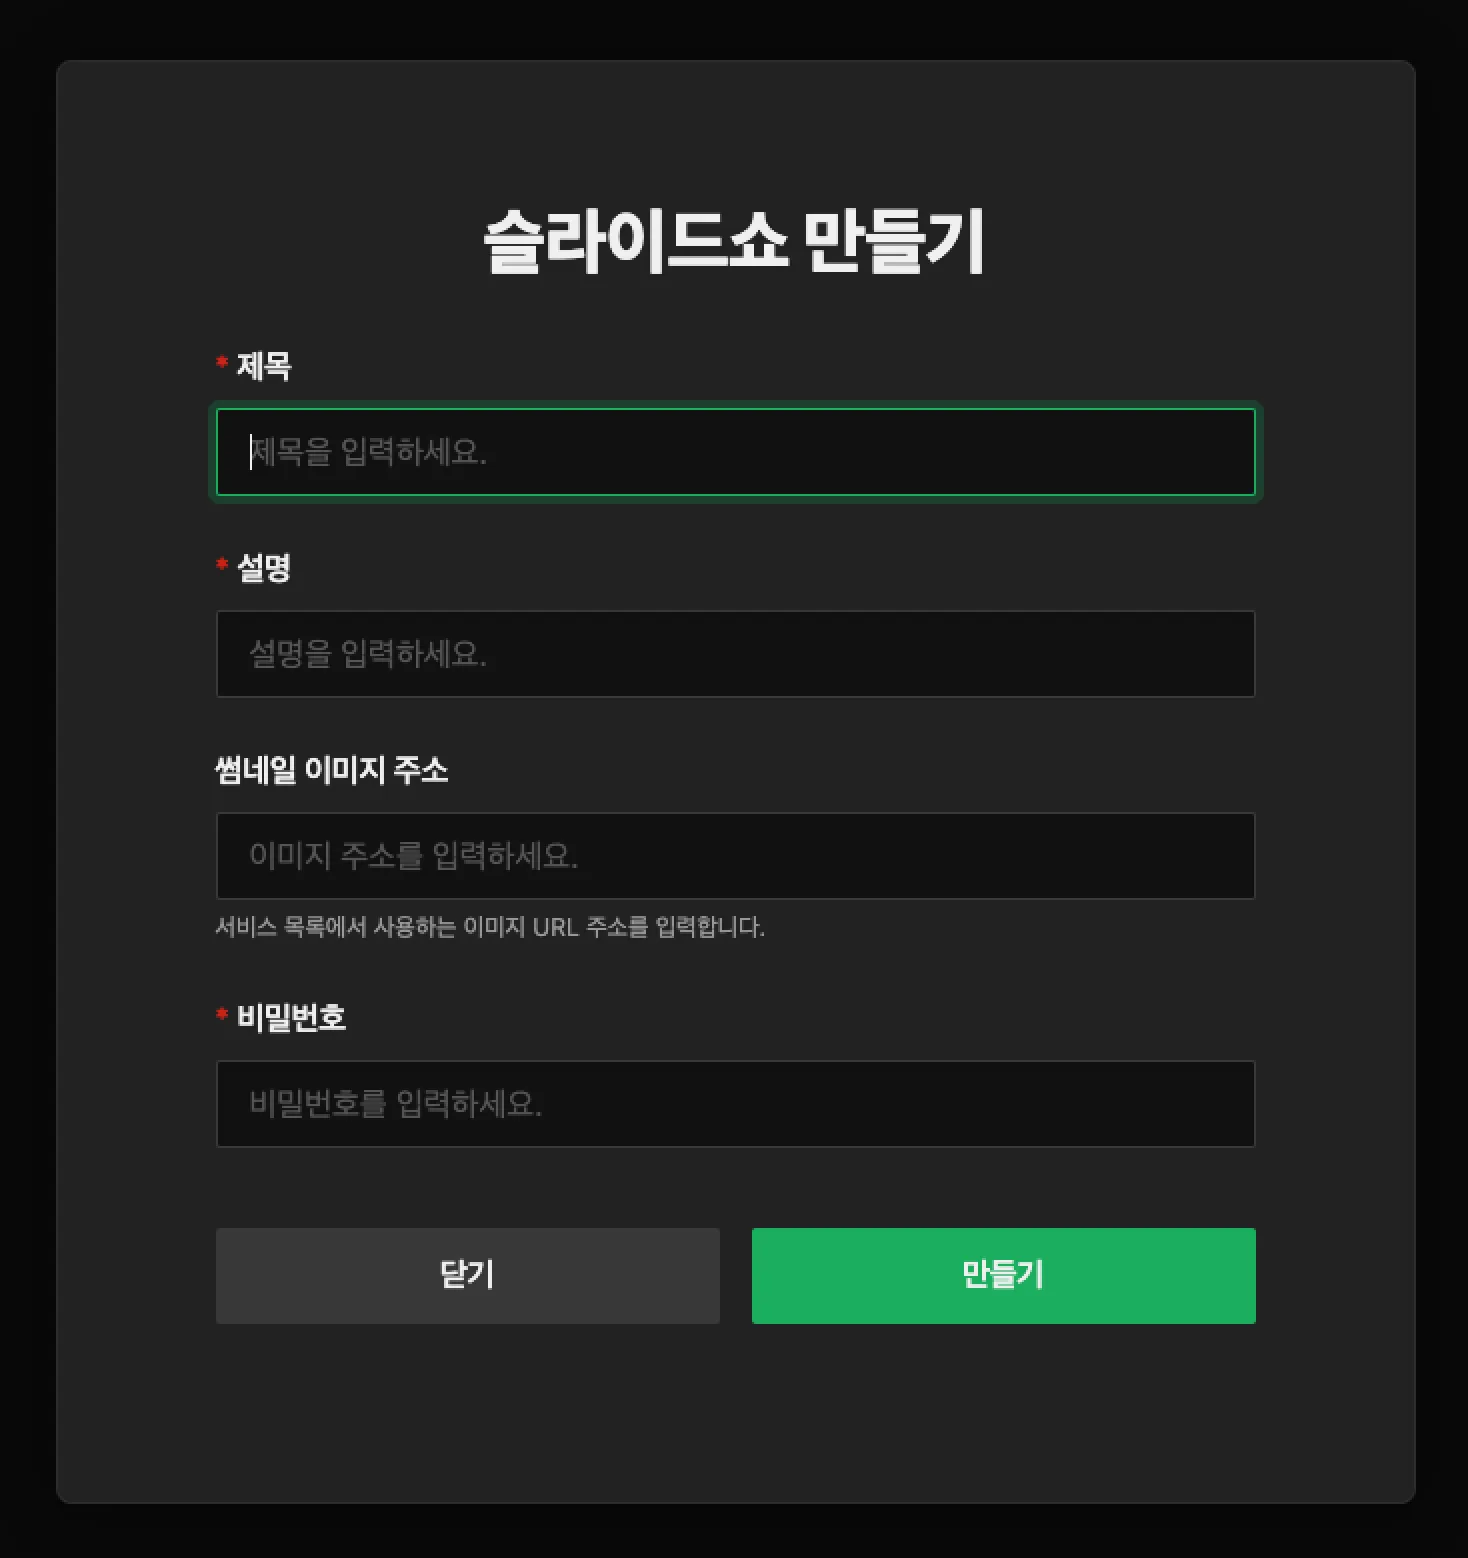 슬라이드쇼 만들기
* 제목
제목을 입력하세요.
* 설명
설명을 입력하세요.
썸네일 이미지 주소
이미지 주소를 입력하세요.
서비스 목록에서 사용하는 이미지 URL 주소를 입력합니다.
* 비밀번호
비밀번호를 입력하세요.
닫기
만들기